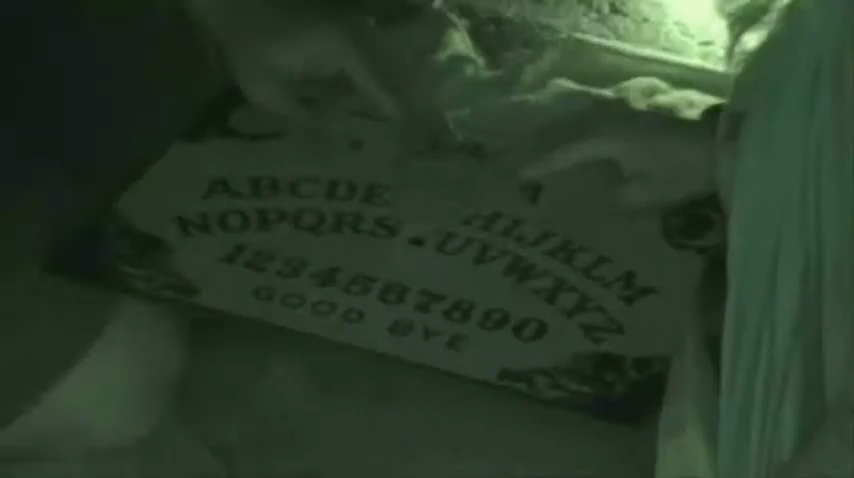 ABCDE HIJKLM
NOPQRS UVWXYZ
1234567890
GOOD BYE